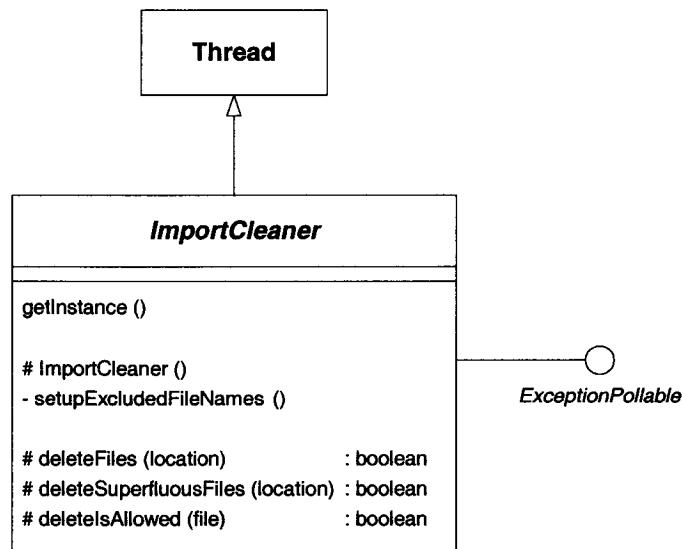 Thread
ImportCleaner
getInstance ()
# ImportCleaner ()
- setupExcludedFileNames ()
ExceptionPollable
# deleteFiles (location) : boolean
# deleteSuperfluousFiles (location) : boolean
# deleteIsAllowed (file) : boolean